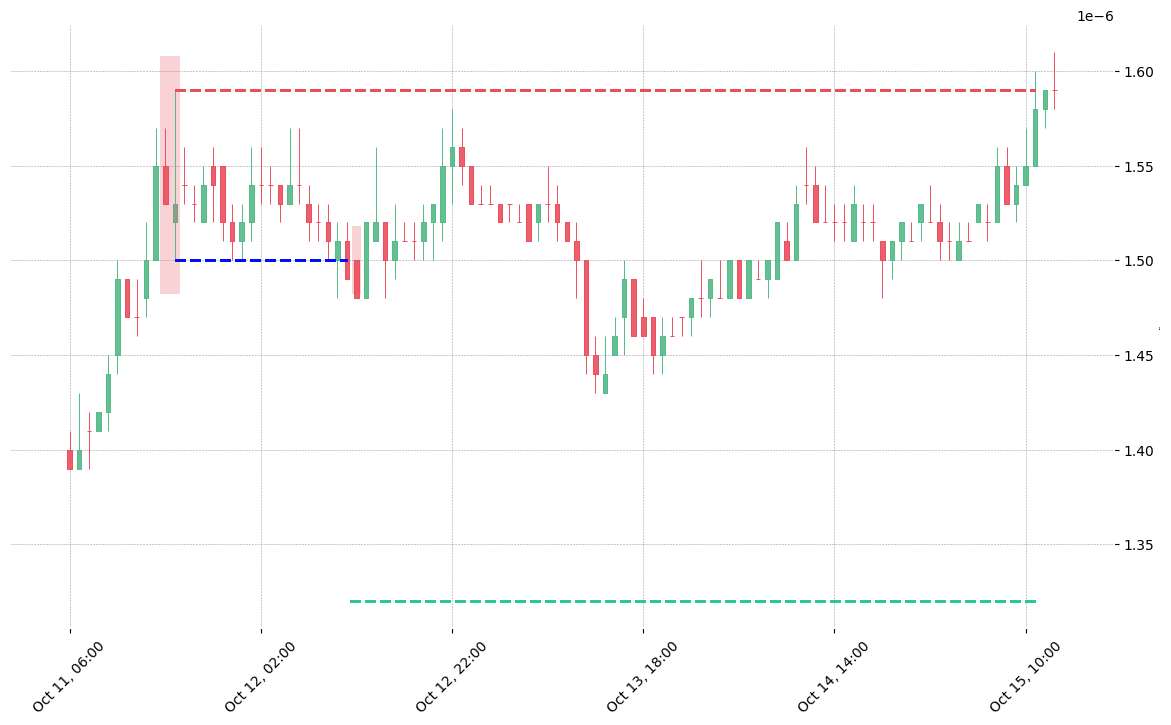 1e−6
1.60
1.55
1.50
1.45
1.40
1.35
Oct 11, 06:00
Oct 12, 02:00
Oct 12, 22:00
Oct 13, 18:00
Oct 14, 14:00
Oct 15, 10:00